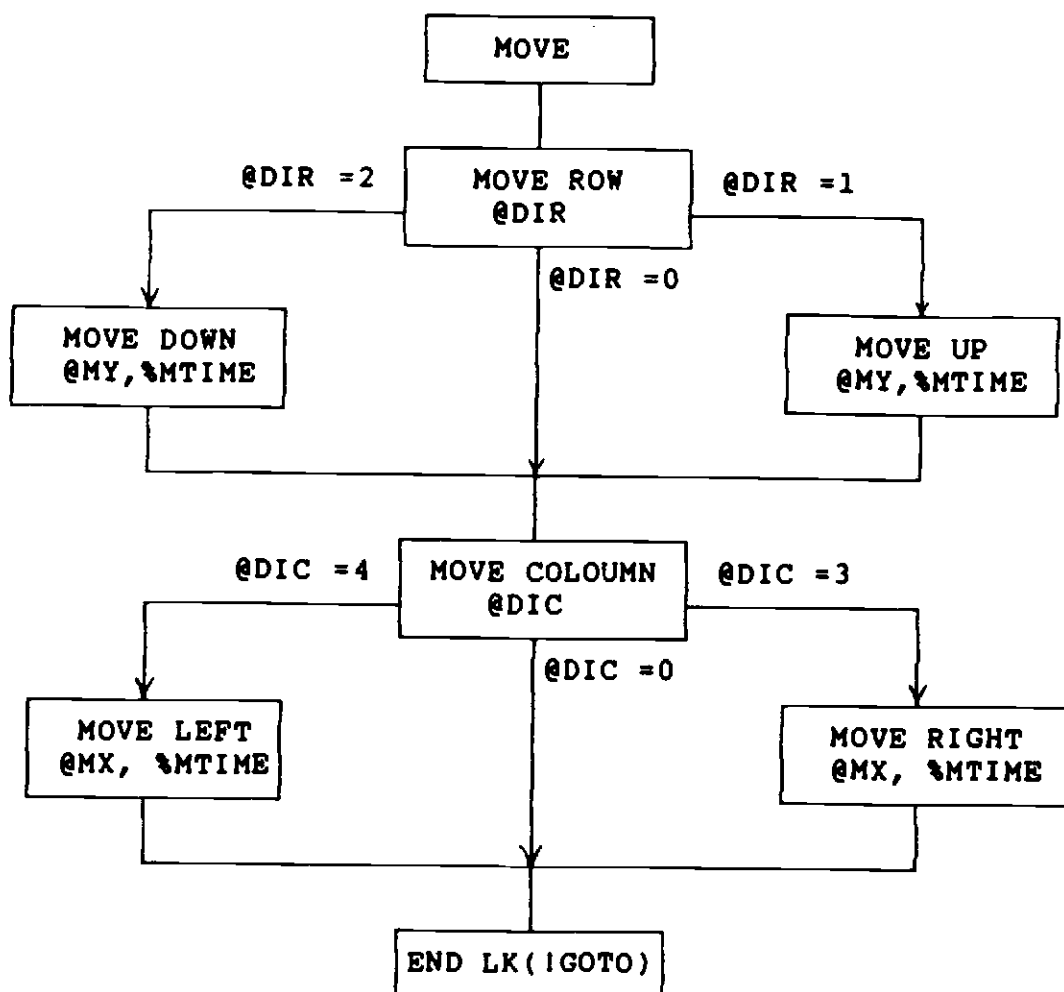 MOVE
@DIR =2
MOVE ROW
@DIR
@DIR =1
@DIR =0
MOVE DOWN
@MY,%MTIME
MOVE UP
@MY,%MTIME
@DIC =4
MOVE COLOUMN
@DIC
@DIC =3
@DIC =0
MOVE LEFT
@MX, %MTIME
MOVE RIGHT
@MX, %MTIME
END LK(!GOTO)